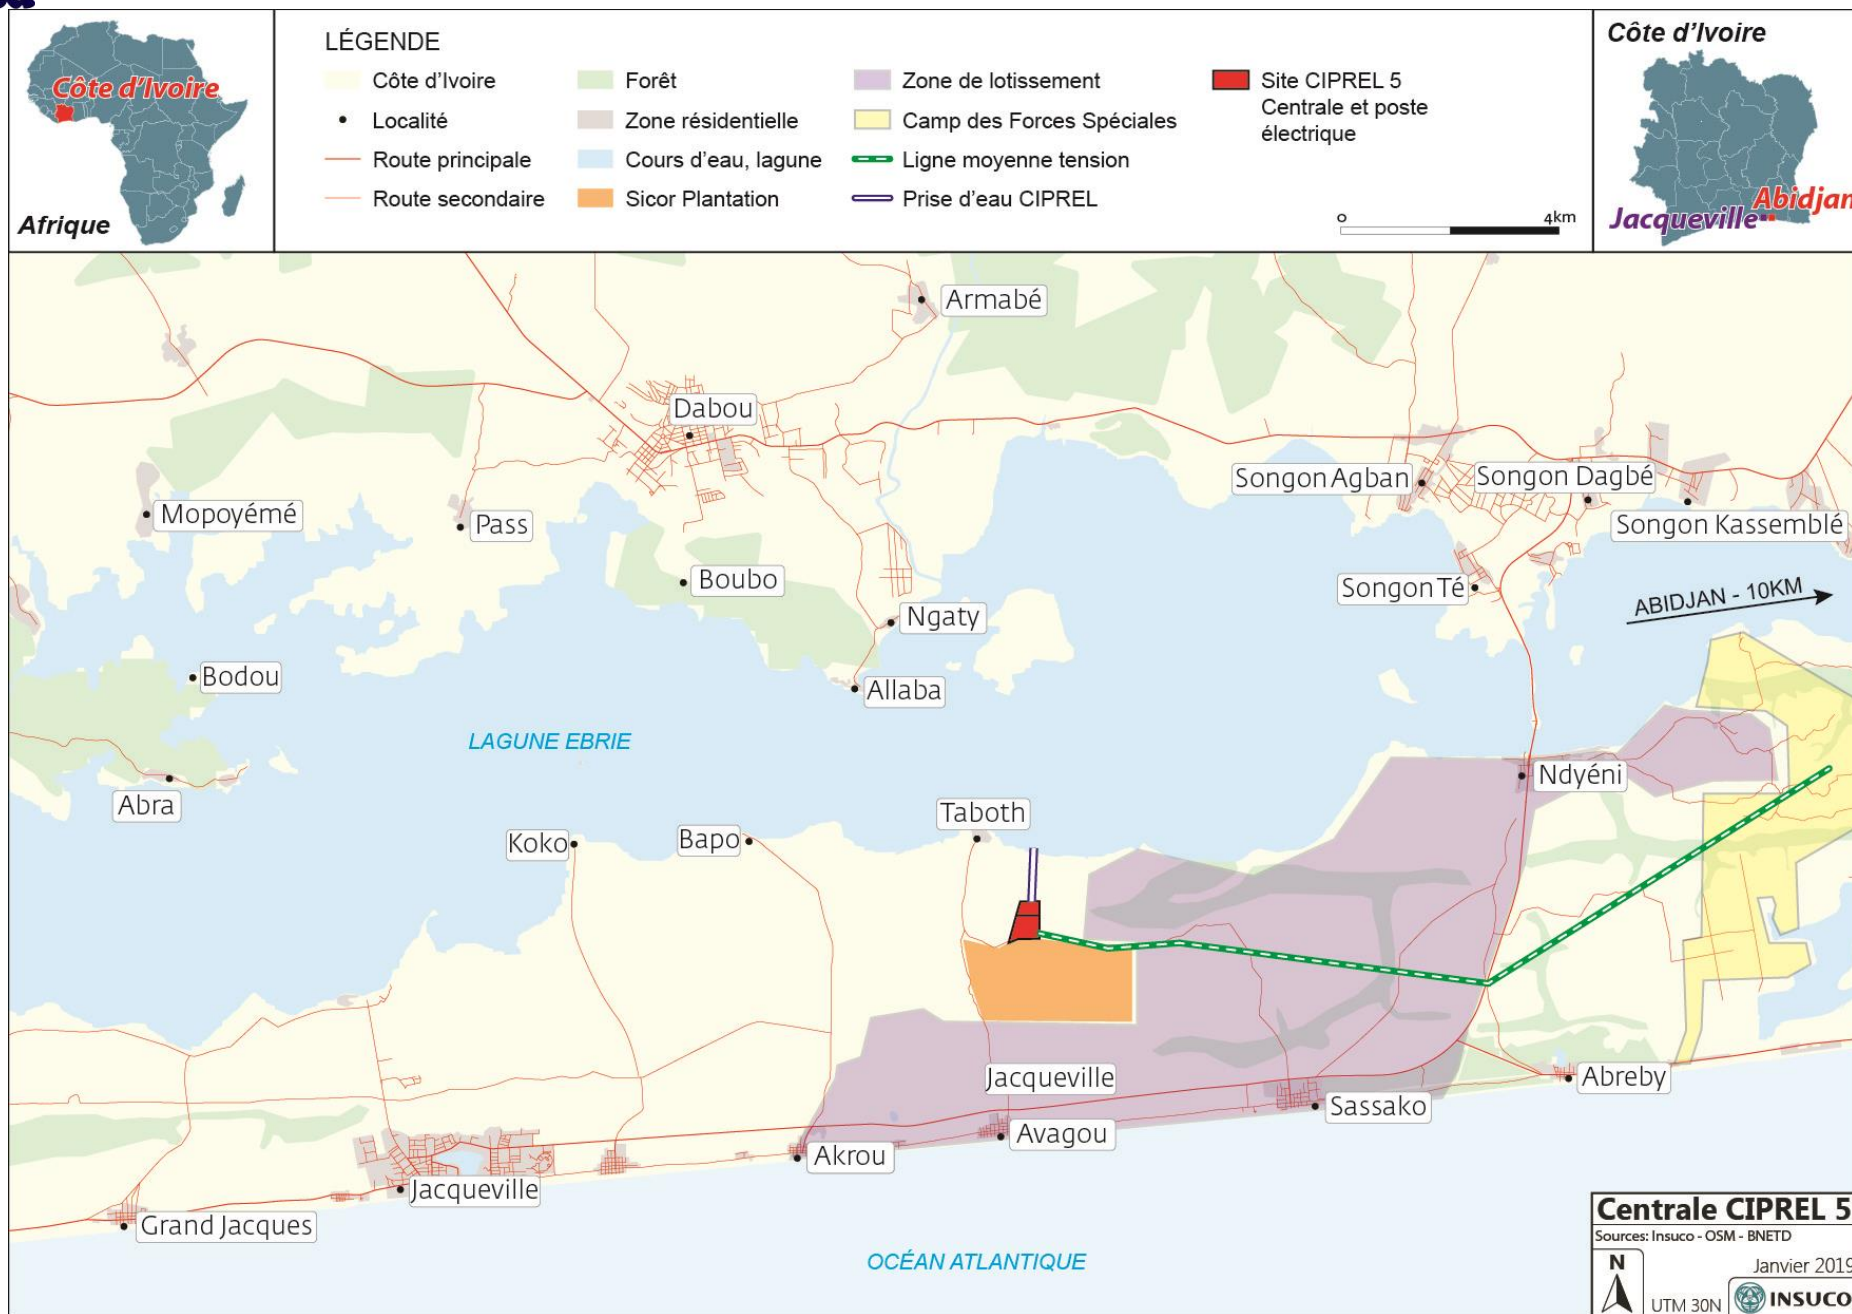 Côte d'Ivoire
Afrique
LÉGENDE
Côte d'Ivoire
Localité
Route principale
Route secondaire
Forêt
Zone résidentielle
Cours d'eau, lagune
Sicor Plantation
Zone de lotissement
Camp des Forces Spéciales
Ligne moyenne tension
Prise d'eau CIPREL
Site CIPREL 5
Centrale et poste
électrique
0 4km
Côte d'Ivoire
Abidjan
Jacqueville
Armabé
Dabou
Songon Agban
Songon Dagbé
Mopoyémé
Pass
Songon Kassemblé
Boubo
Songon Té
ABIDJAN - 10KM
Ngaty
Bodou
Allaba
LAGUNE EBRIE
Ndyéni
Abra
Taboth
Koko
Bapo
Jacqueville
Abreby
Sassako
Avagou
Akrou
Jacqueville
Grand Jacques
OCÉAN ATLANTIQUE
Centrale CIPREL 5
Sources: Insuco - OSM - BNETD
N
Janvier 2019
UTM 30N
INSUCO